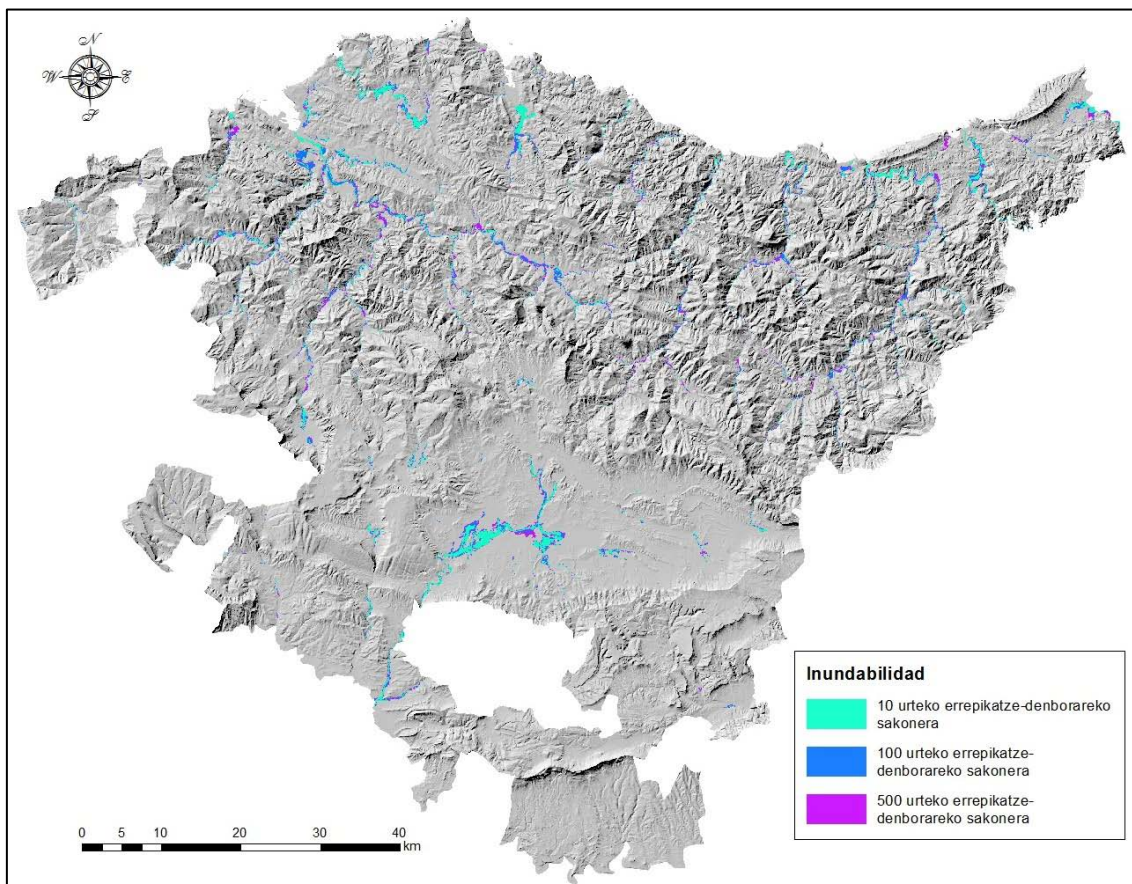 N
W
E
S
Inundabilidad
10 urteko errepikatze-denborareko
sakonera
100 urteko errepikatze-
denborareko sakonera
500 urteko errepikatze-
denborareko sakonera
0 5 10 20 30 40
km